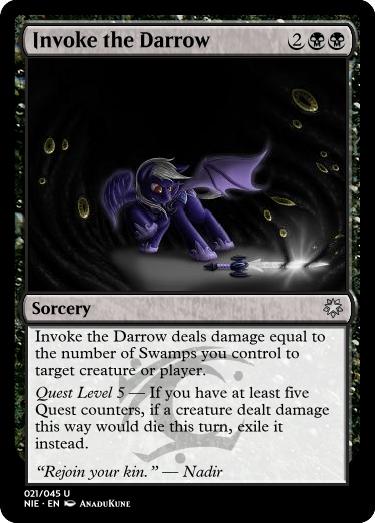 Invoke the Darrow 2
Sorcery
Invoke the Darrow deals damage equal to
the number of Swamps you control to
target creature or player.
Quest Level 5 — If you have at least five
Quest counters, if a creature dealt damage
this way would die this turn, exile it
instead.
“Rejoin your kin.” — Nadir
021/045 U
NIE • EN AnaduKune